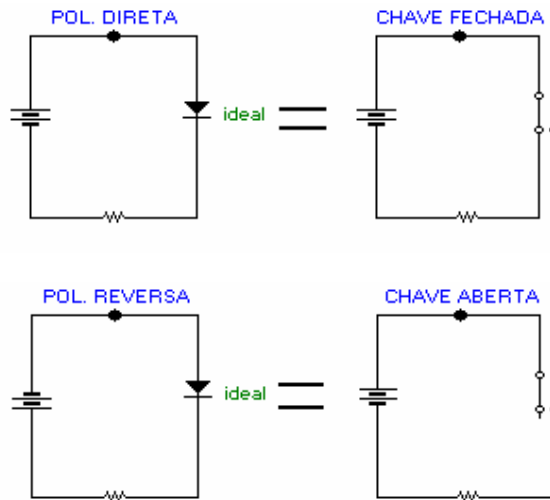 POL. DIRETA
CHAVE FECHADA
ideal
POL. REVERSA
CHAVE ABERTA
ideal